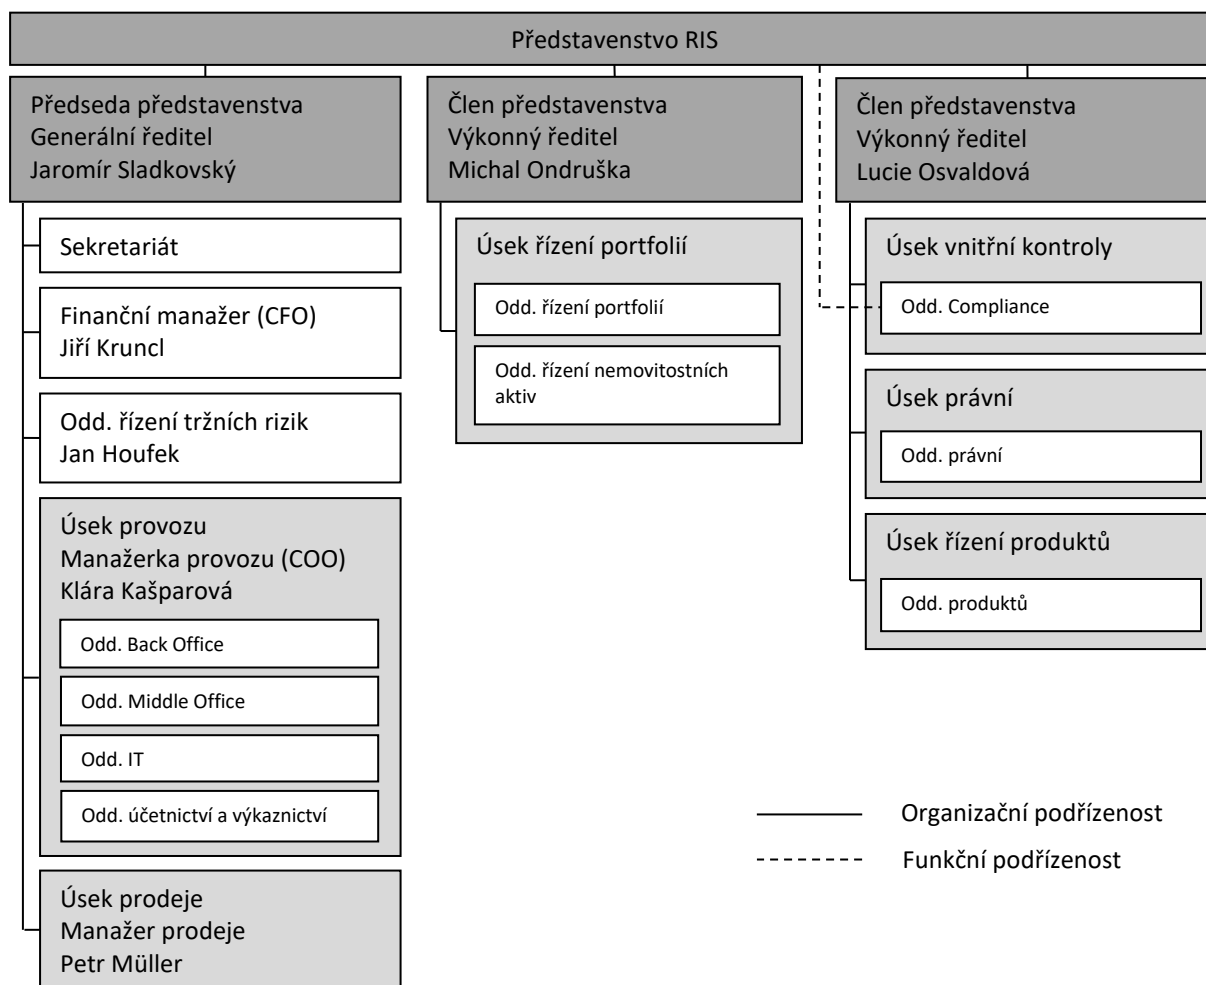 Představenstvo RIS
Předseda představenstva
Generální ředitel
Jaromír Sladkovský
Sekretariát
Finanční manažer (CFO)
Jiří Kruncl
Odd. řízení tržních rizik
Jan Houfek
Úsek provozu
Manažerka provozu (COO)
Klára Kašparová
Odd. Back Office
Odd. Middle Office
Odd. IT
Odd. účetnictví a výkaznictví
Úsek prodeje
Manažer prodeje
Petr Müller
Člen představenstva
Výkonný ředitel
Michal Ondruška
Úsek řízení portfolií
Odd. řízení portfolií
Odd. řízení nemovitostních
aktiv
Člen představenstva
Výkonný ředitel
Lucie Osvaldová
Úsek vnitřní kontroly
Odd. Compliance
Úsek právní
Odd. právní
Úsek řízení produktů
Odd. produktů
Organizační podřízenost
Funkční podřízenost